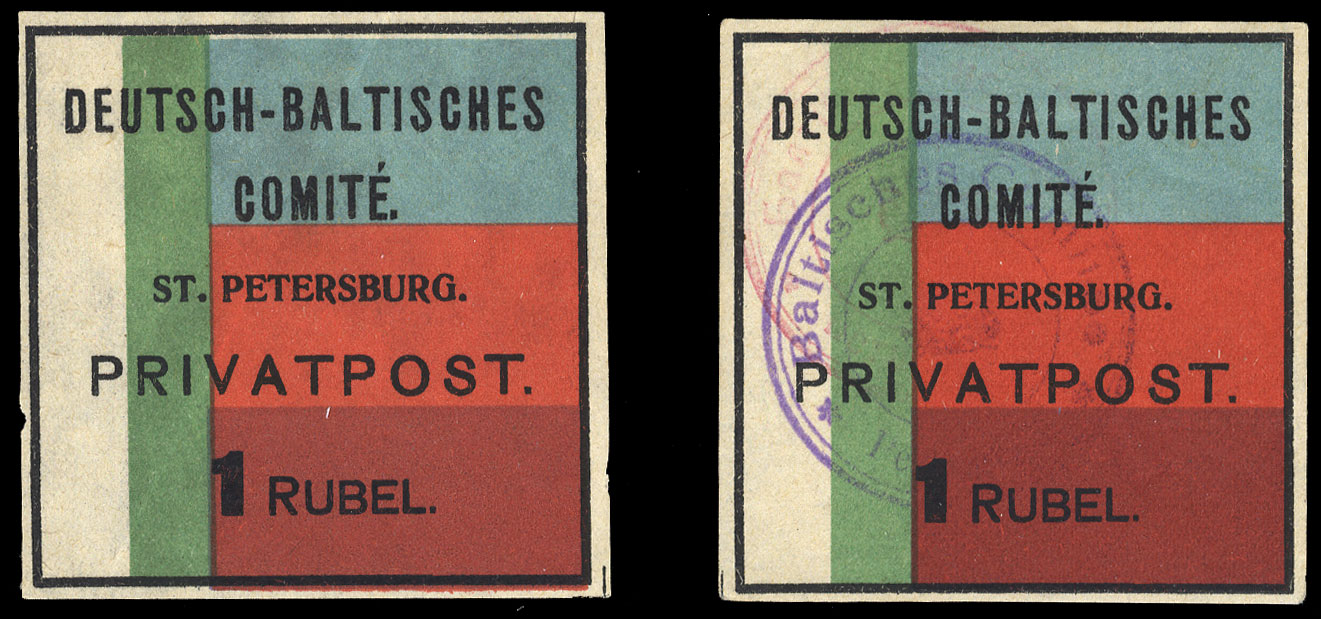 DEUTSCH-BALTISCHES
COMITÉ.
ST. PETERSBURG.
PRIVATPOST.
1 RUBEL.
DEUTSCH-BALTISCHES
COMITÉ.
ST. PETERSBURG.
PRIVATPOST.
1 RUBEL.
Baltisches